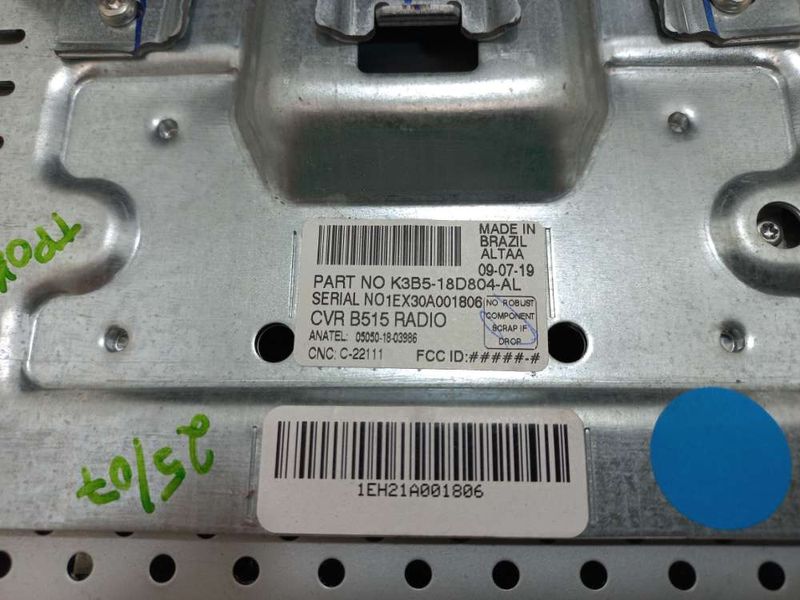 MADE IN
BRAZIL
ALTAA
09-07-19
PART NO K3B5-18D804-AL
SERIAL NO1EX30A001806
CVR B515 RADIO
ANATEL: 05050-18-03986
CNC: C-22111
FCC ID:#####-#
NO ROBUST
COMPONENT
SCRAP IF
DROP
1EH21A001806
25/07